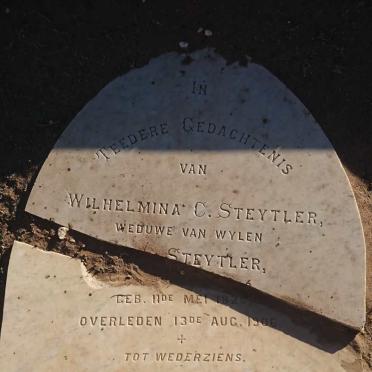 IN
TEEDERE GEDACHTENIS
VAN
WILHELMINA C. STEYTLER,
WEDUWE VAN WYLEN
STEYTLER,
GEB. 11DE MEI
OVERLEDEN 13DE AUG.
+
TOT WEDERZIENS.